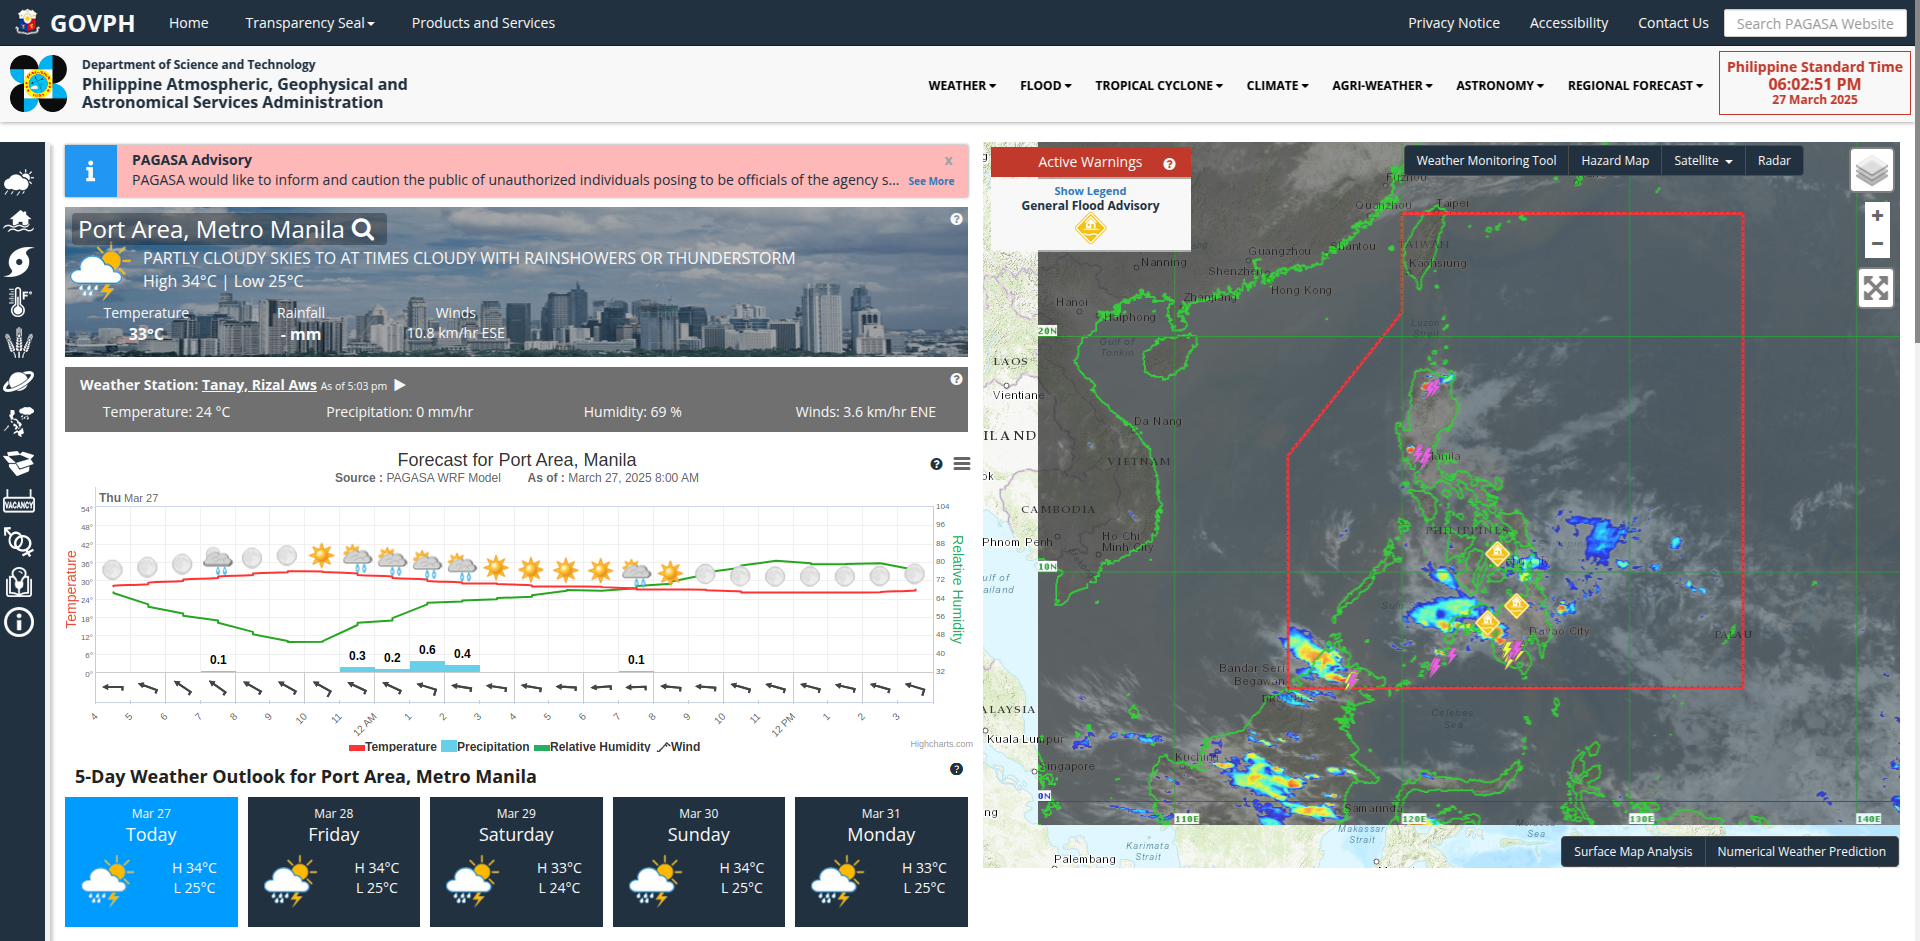 GOVPH
Home
Transparency Seal
Products and Services
Privacy Notice
Accessibility
Contact Us
Search PAGASA Website
Department of Science and Technology
Philippine Atmospheric, Geophysical and
Astronomical Services Administration
WEATHER
FLOOD
TROPICAL CYCLONE
CLIMATE
AGRI-WEATHER
ASTRONOMY
REGIONAL FORECAST
Philippine Standard Time
06:02:51 PM
27 March 2025
VACANCY
PAGASA Advisory
x
PAGASA would like to inform and caution the public of unauthorized individuals posing to be officials of the agency s... See More
Port Area, Metro Manila
PARTLY CLOUDY SKIES TO AT TIMES CLOUDY WITH RAINSHOWERS OR THUNDERSTORM
High 34°C | Low 25°C
Temperature
33°C
Rainfall
- mm
Winds
10.8 km/hr ESE
Weather Station: Tanay, Rizal Aws As of 5:03 pm
Temperature: 24 °C
Precipitation: 0 mm/hr
Humidity: 69 %
Winds: 3.6 km/hr ENE
Forecast for Port Area, Manila
Source : PAGASA WRF Model As of : March 27, 2025 8:00 AM
Thu Mar 27
Temperature
54°
48°
42°
36°
30°
24°
18°
12°
6°
0°
104
96
88
80
72
64
56
48
40
32
Relative Humidity
0.1
0.3
0.2
0.6
0.4
0.1
4
5
6
7
8
9
10
11
12 AM
1
2
3
4
5
6
7
8
9
10
11
12 PM
1
2
3
Temperature Precipitation Relative Humidity Wind
Highcharts.com
5-Day Weather Outlook for Port Area, Metro Manila
Mar 27
Today
H 34°C
L 25°C
Mar 28
Friday
H 34°C
L 25°C
Mar 29
Saturday
H 33°C
L 24°C
Mar 30
Sunday
H 34°C
L 25°C
Mar 31
Monday
H 33°C
L 25°C
Active Warnings
Show Legend
General Flood Advisory
Weather Monitoring Tool
Hazard Map
Satellite
Radar
+
−
Fuzhou
Quanzhou
Taipei
TAIWAN
Kaohsiung
Shantou
Guangzhou
Shenzhen
Hong Kong
Nanning
Zhanjiang
Hanoi
Haiphong
Gulf of
Tonkin
Luzon
Strait
20N
LAOS
Vientiane
ILAND
Da Nang
VIETNAM
CAMBODIA
Phnom Penh
Ho Chi
Minh City
ulf of
ailand
ok
10N
Manila
PHILIPPINES
Davao City
PALAU
Bandar Seri
Begawan
Celebes
Sea
ALAYSIA
Kuala Lumpur
Singapore
Kuching
Samarinda
0N
110E
120E
130E
140E
ng
Palembang
Karimata
Strait
Makassar
Strait
Sea
Surface Map Analysis
Numerical Weather Prediction